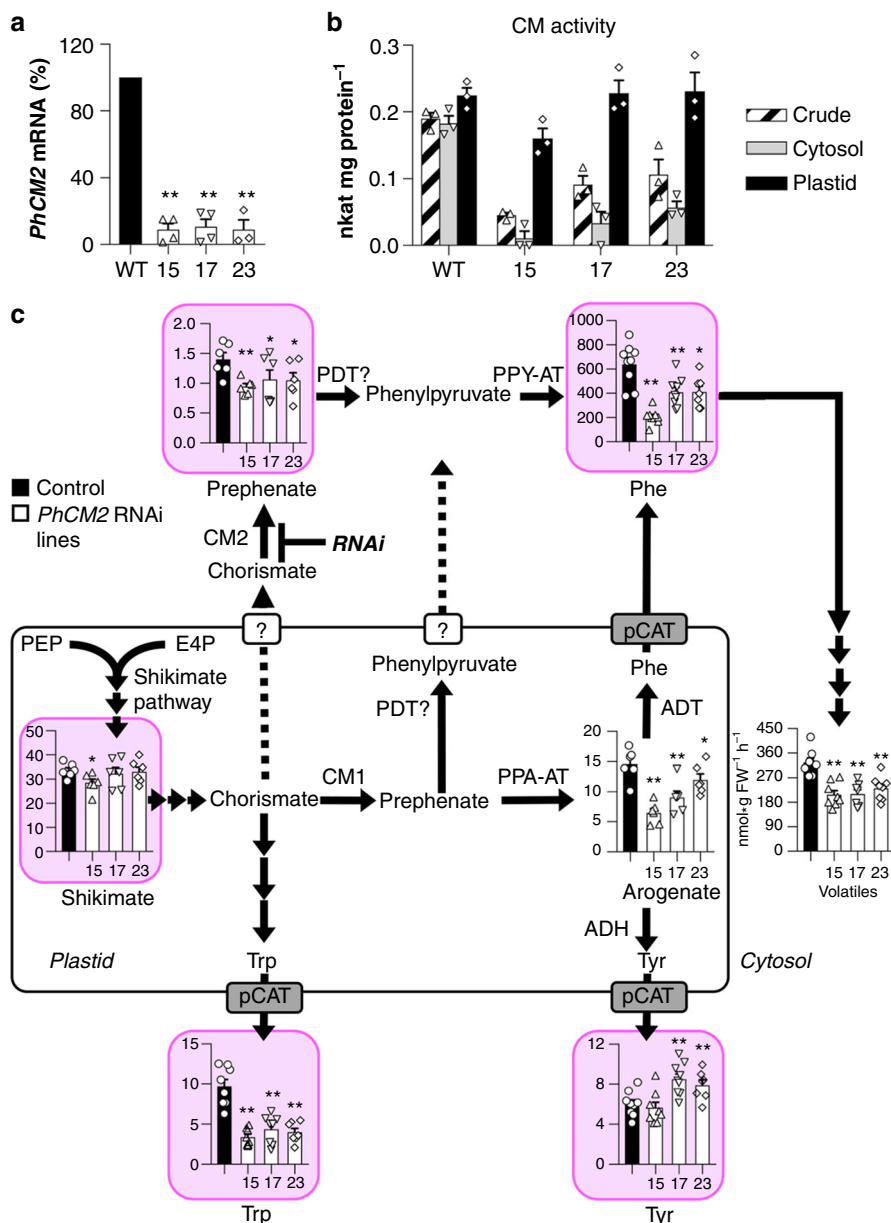 a
PhCM2 mRNA (%)
120
80
40
0
** ** **
WT 15 17 23
b
CM activity
nkat mg protein⁻¹
0.3
0.2
0.1
0.0
WT 15 17 23
Crude
Cytosol
Plastid
c
2.0
1.5
1.0
0.5
0.0
** * *
15 17 23
Prephenate
PDT?
Phenylpyruvate
PPY-AT
1000
800
600
400
200
0
** ** *
15 17 23
Phe
Control
PhCM2 RNAi
lines
CM2
RNAi
Chorismate
? ? pCAT
PEP E4P
Shikimate
pathway
Phenylpyruvate
Phe
PDT?
ADT
50
40
30
20
10
0
*
15 17 23
Shikimate
Chorismate
CM1
Prephenate
PPA-AT
20
15
10
5
0
** ** *
15 17 23
Arogenate
nmol•g FW⁻¹ h⁻¹
450
360
270
180
90
0
** ** **
15 17 23
Volatiles
ADH
Plastid
Trp
Tyr
Cytosol
pCAT pCAT
15
10
5
0
** ** **
15 17 23
Trp
12
8
4
0
** **
15 17 23
Tyr